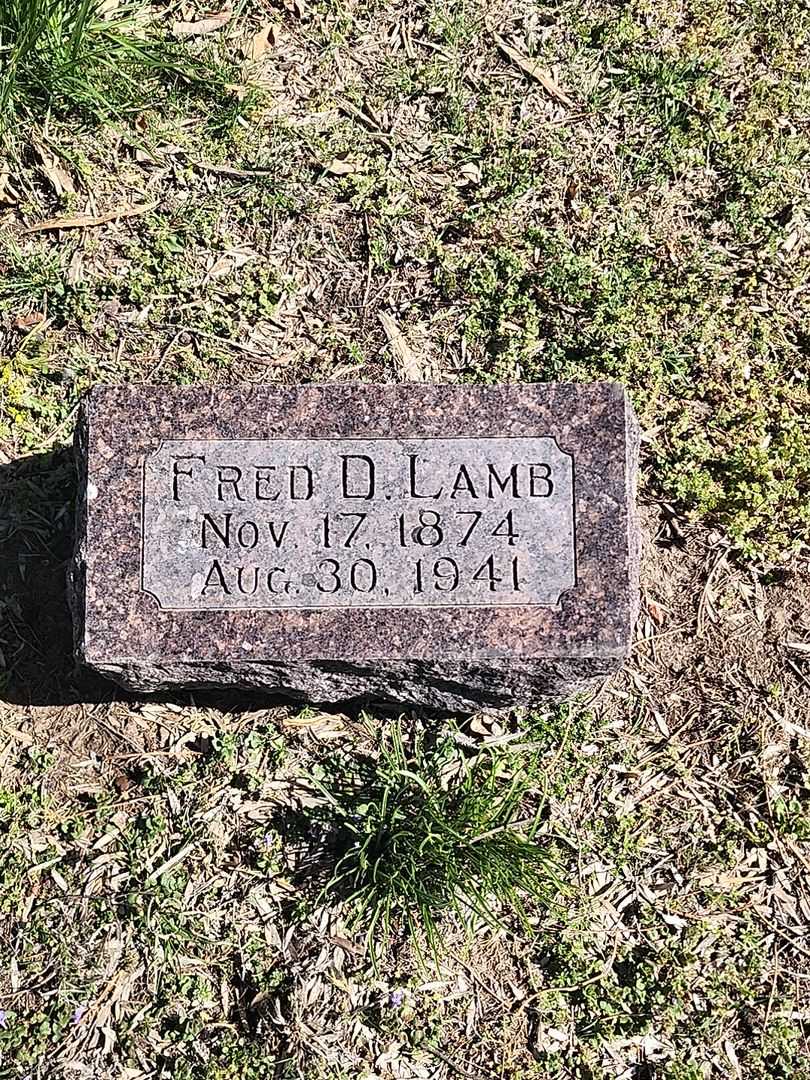 Fred D. Lamb
Nov. 17, 1874
Aug. 30, 1941